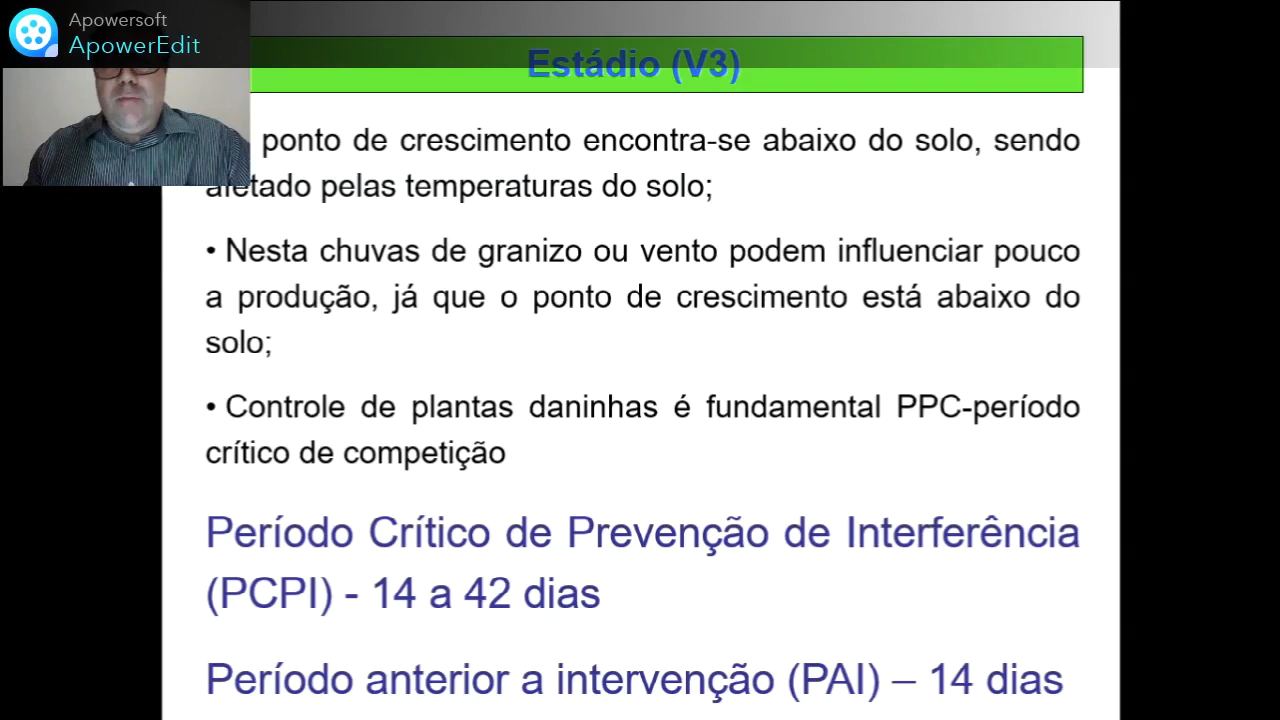 Apowersoft
ApowerEdit
Estádio (V3)
ponto de crescimento encontra-se abaixo do solo, sendo
afetado pelas temperaturas do solo;
• Nesta chuvas de granizo ou vento podem influenciar pouco
a produção, já que o ponto de crescimento está abaixo do
solo;
• Controle de plantas daninhas é fundamental PPC-período
crítico de competição
Período Crítico de Prevenção de Interferência
(PCPI) - 14 a 42 dias
Período anterior a intervenção (PAI) – 14 dias